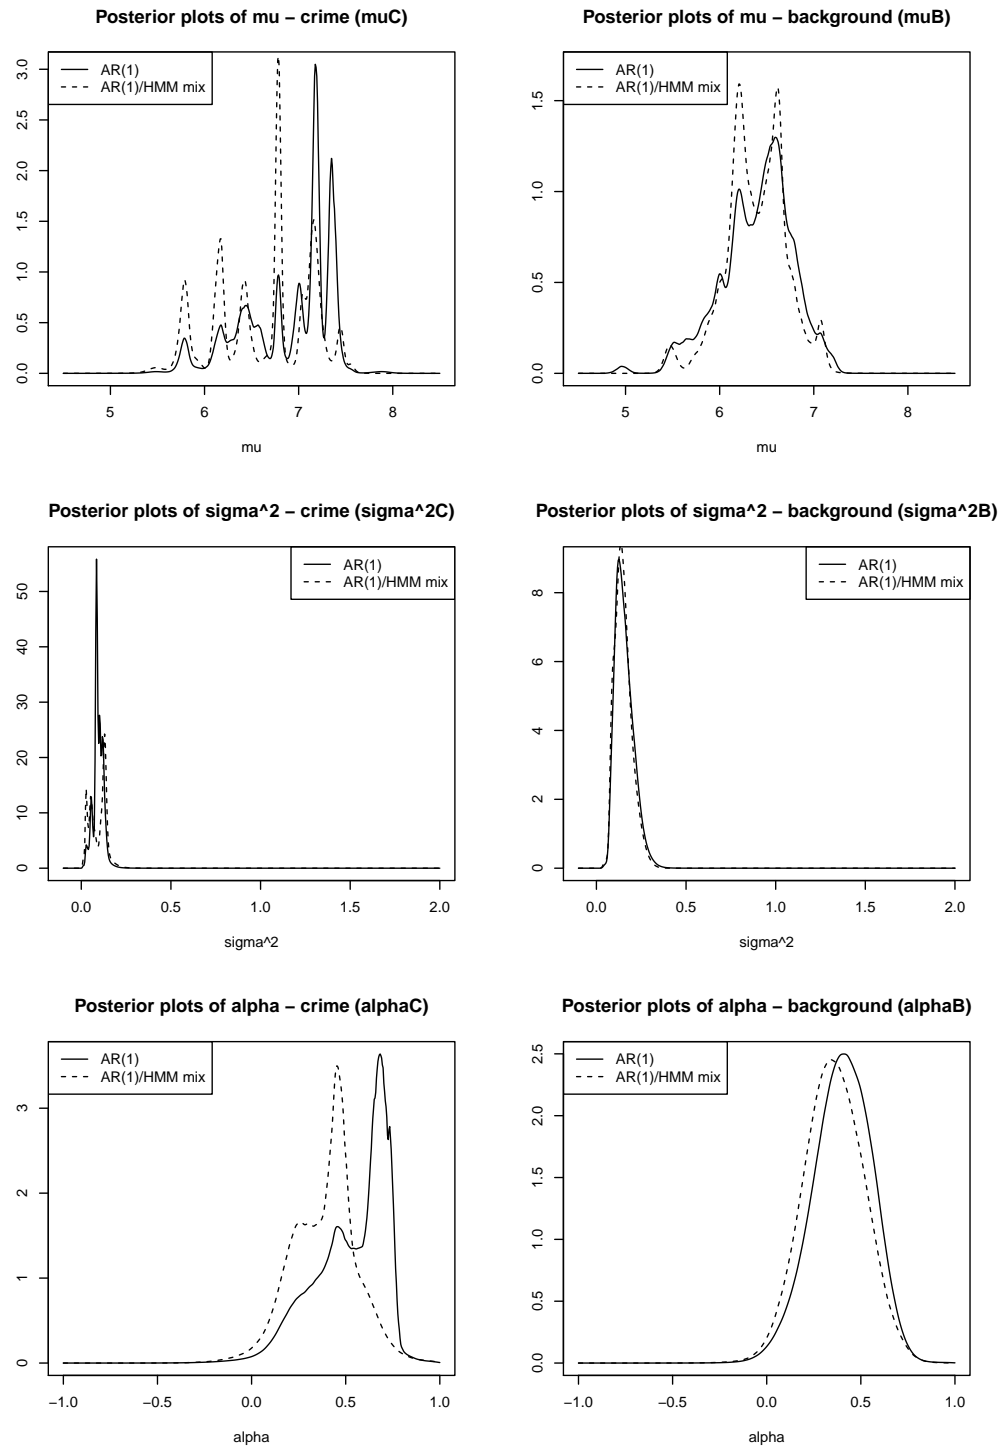 Posterior plots of mu − crime (muC)
AR(1)
AR(1)/HMM mix
0.0 0.5 1.0 1.5 2.0 2.5 3.0
5 6 7 8
mu
Posterior plots of mu − background (muB)
AR(1)
AR(1)/HMM mix
0.0 0.5 1.0 1.5
5 6 7 8
mu
Posterior plots of sigma^2 − crime (sigma^2C)
AR(1)
AR(1)/HMM mix
0 10 20 30 40 50
0.0 0.5 1.0 1.5 2.0
sigma^2
Posterior plots of sigma^2 − background (sigma^2B)
AR(1)
AR(1)/HMM mix
0 2 4 6 8
0.0 0.5 1.0 1.5 2.0
sigma^2
Posterior plots of alpha − crime (alphaC)
AR(1)
AR(1)/HMM mix
0 1 2 3
−1.0 −0.5 0.0 0.5 1.0
alpha
Posterior plots of alpha − background (alphaB)
AR(1)
AR(1)/HMM mix
0.0 0.5 1.0 1.5 2.0 2.5
−1.0 −0.5 0.0 0.5 1.0
alpha